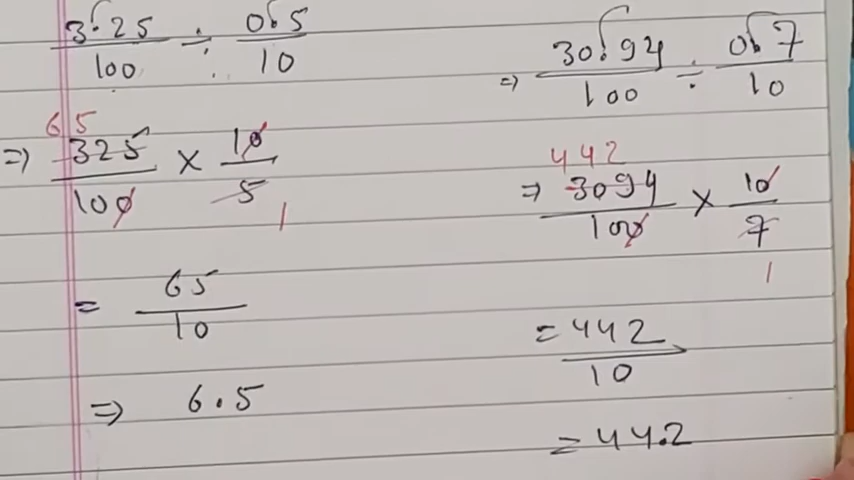 3.25/100 ÷ 0.5/10
65
⇒ 325/100 × 10/5
1
= 65/10
⇒ 6.5
⇒ 30.94/100 ÷ 0.7/10
442
⇒ 3094/100 × 10/7
1
= 442/10
= 44.2